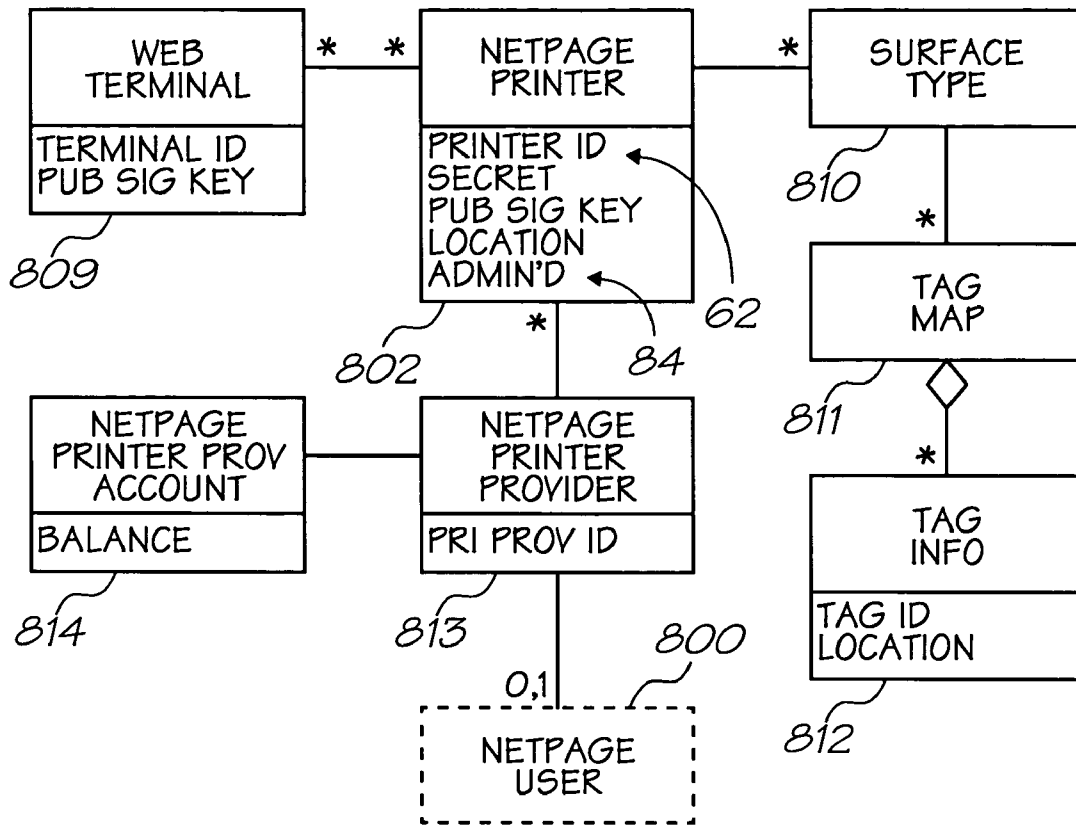 WEB
TERMINAL
TERMINAL ID
PUB SIG KEY
809
*
*
NETPAGE
PRINTER
PRINTER ID
SECRET
PUB SIG KEY
LOCATION
ADMIN'D
802
62
84
*
*
SURFACE
TYPE
810
*
TAG
MAP
811
*
TAG
INFO
TAG ID
LOCATION
812
NETPAGE
PRINTER PROV
ACCOUNT
BALANCE
814
NETPAGE
PRINTER
PROVIDER
PRI PROV ID
813
0,1
800
NETPAGE
USER